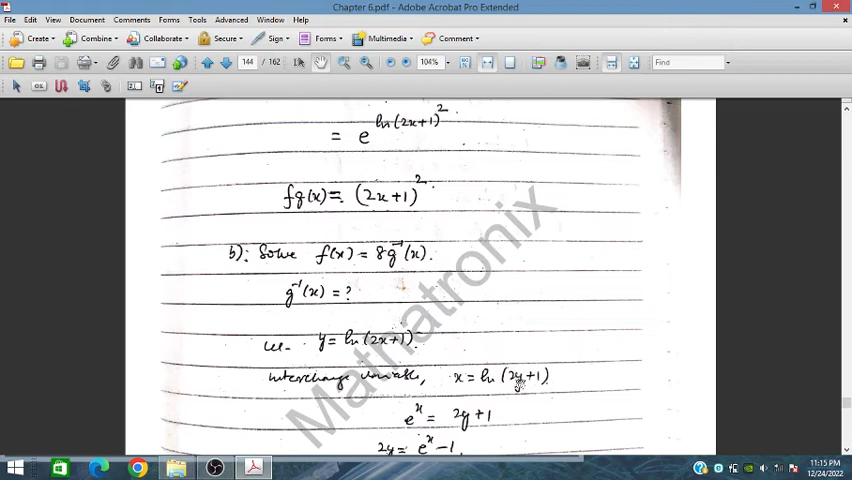 Chapter 6.pdf - Adobe Acrobat Pro Extended
File Edit View Document Comments Forms Tools Advanced Window Help
Create Combine Collaborate Secure Sign Forms Multimedia Comment
144 / 162 104% Find
= e^ln(2x+1)^2
fg(x) = (2x+1)^2
b): Solve f(x) = 8g^-1(x).
g^-1(x) = ?
Let y = ln(2x+1)
interchange variable, x = ln(2y+1)
e^x = 2y+1
2y = e^x - 1.
Mathatronix
11:15 PM
12/24/2022